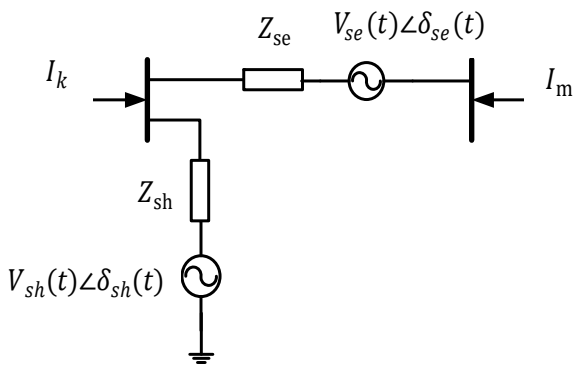 Z_se
V_se(t)∠δ_se(t)
I_k
I_m
Z_sh
V_sh(t)∠δ_sh(t)